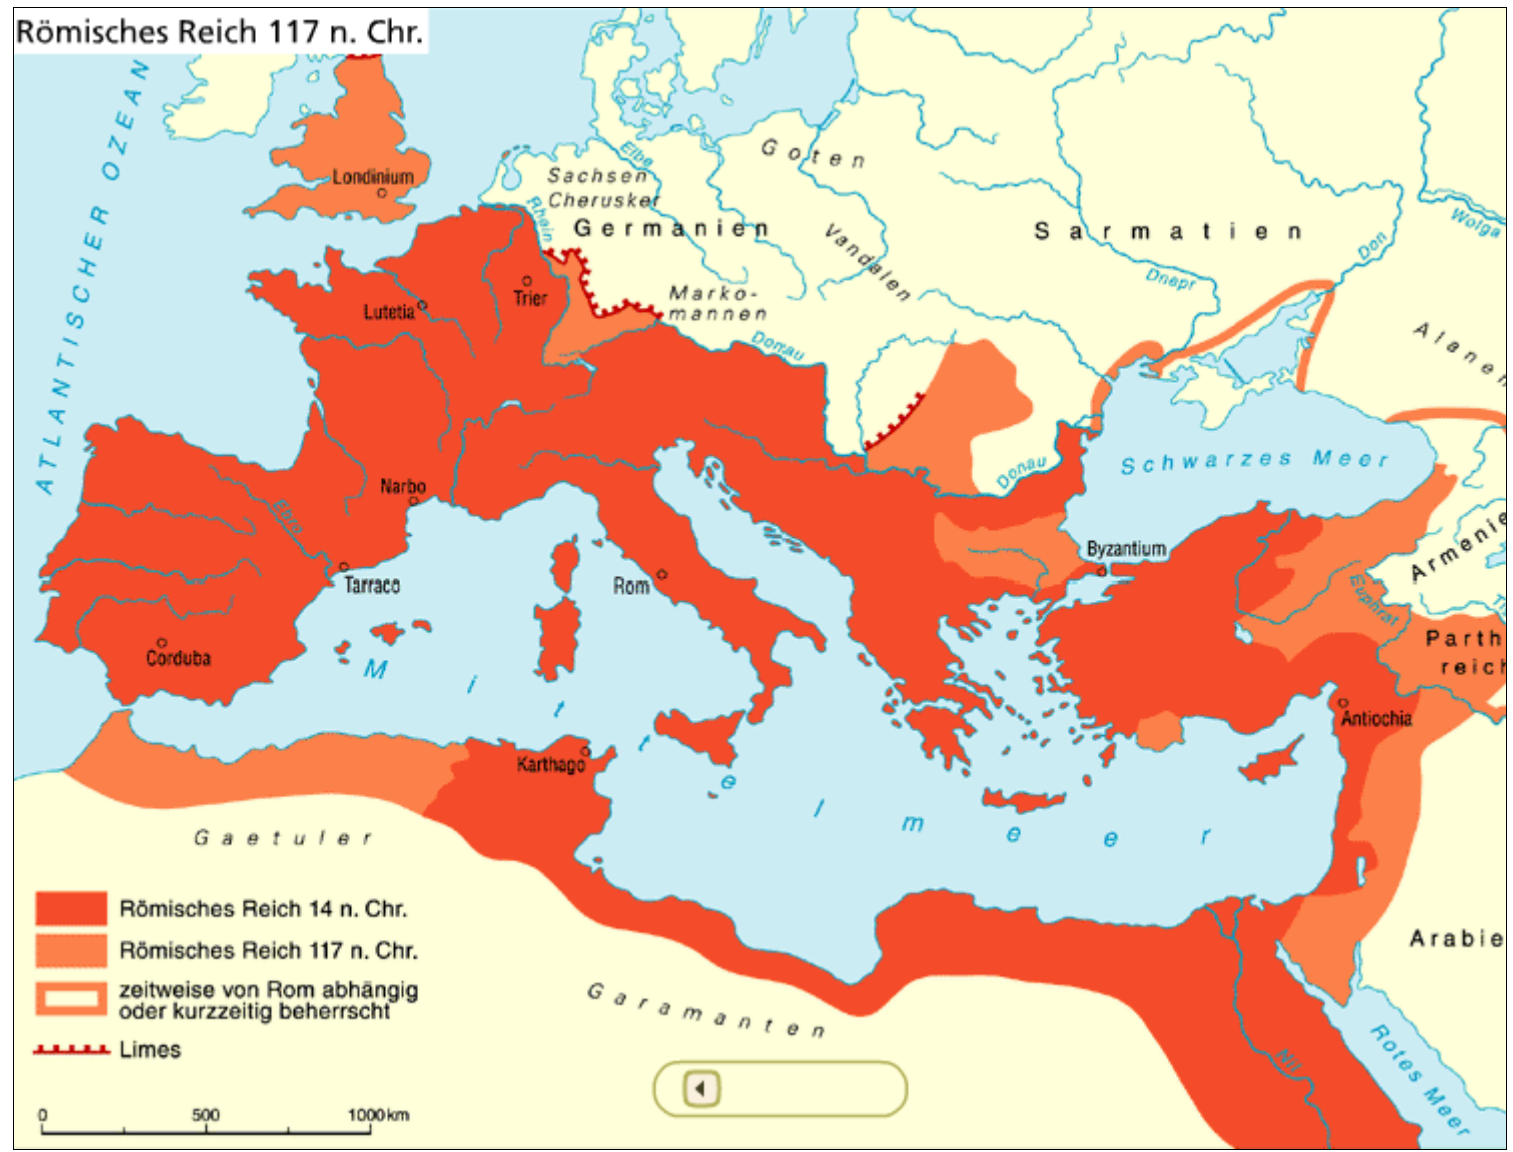 Römisches Reich 117 n. Chr.
ATLANTISCHER OZEAN
Londinium
Elbe
Goten
Sachsen
Cherusker
Rhein
Germanien
Vandalen
Sarmatien
Don
Wolga
Dnepr
Trier
Lutetia
Marko-
mannen
Donau
Alanen
Schwarzes Meer
Donau
Narbo
Ebro
Tarraco
Corduba
Rom
Byzantium
Armenie
Euphrat
Ti
Parth
reich
Antiochia
Mittelmeer
Karthago
Gaetuler
Römisches Reich 14 n. Chr.
Römisches Reich 117 n. Chr.
zeitweise von Rom abhängig
oder kurzzeitig beherrscht
Limes
Garamanten
Arabie
Nil
Rotes Meer
0 500 1000 km